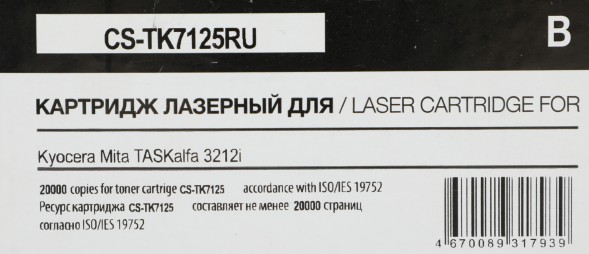 CS-TK7125RU B
КАРТРИДЖ ЛАЗЕРНЫЙ ДЛЯ / LASER CARTRIDGE FOR
Kyocera Mita TASKalfa 3212i
20000 copies for toner cartrige CS-TK7125 accordance with ISO/IES 19752
Ресурс картриджа CS-TK7125 составляет не менее 20000 страниц
согласно ISO/IES 19752
4 670089 317939